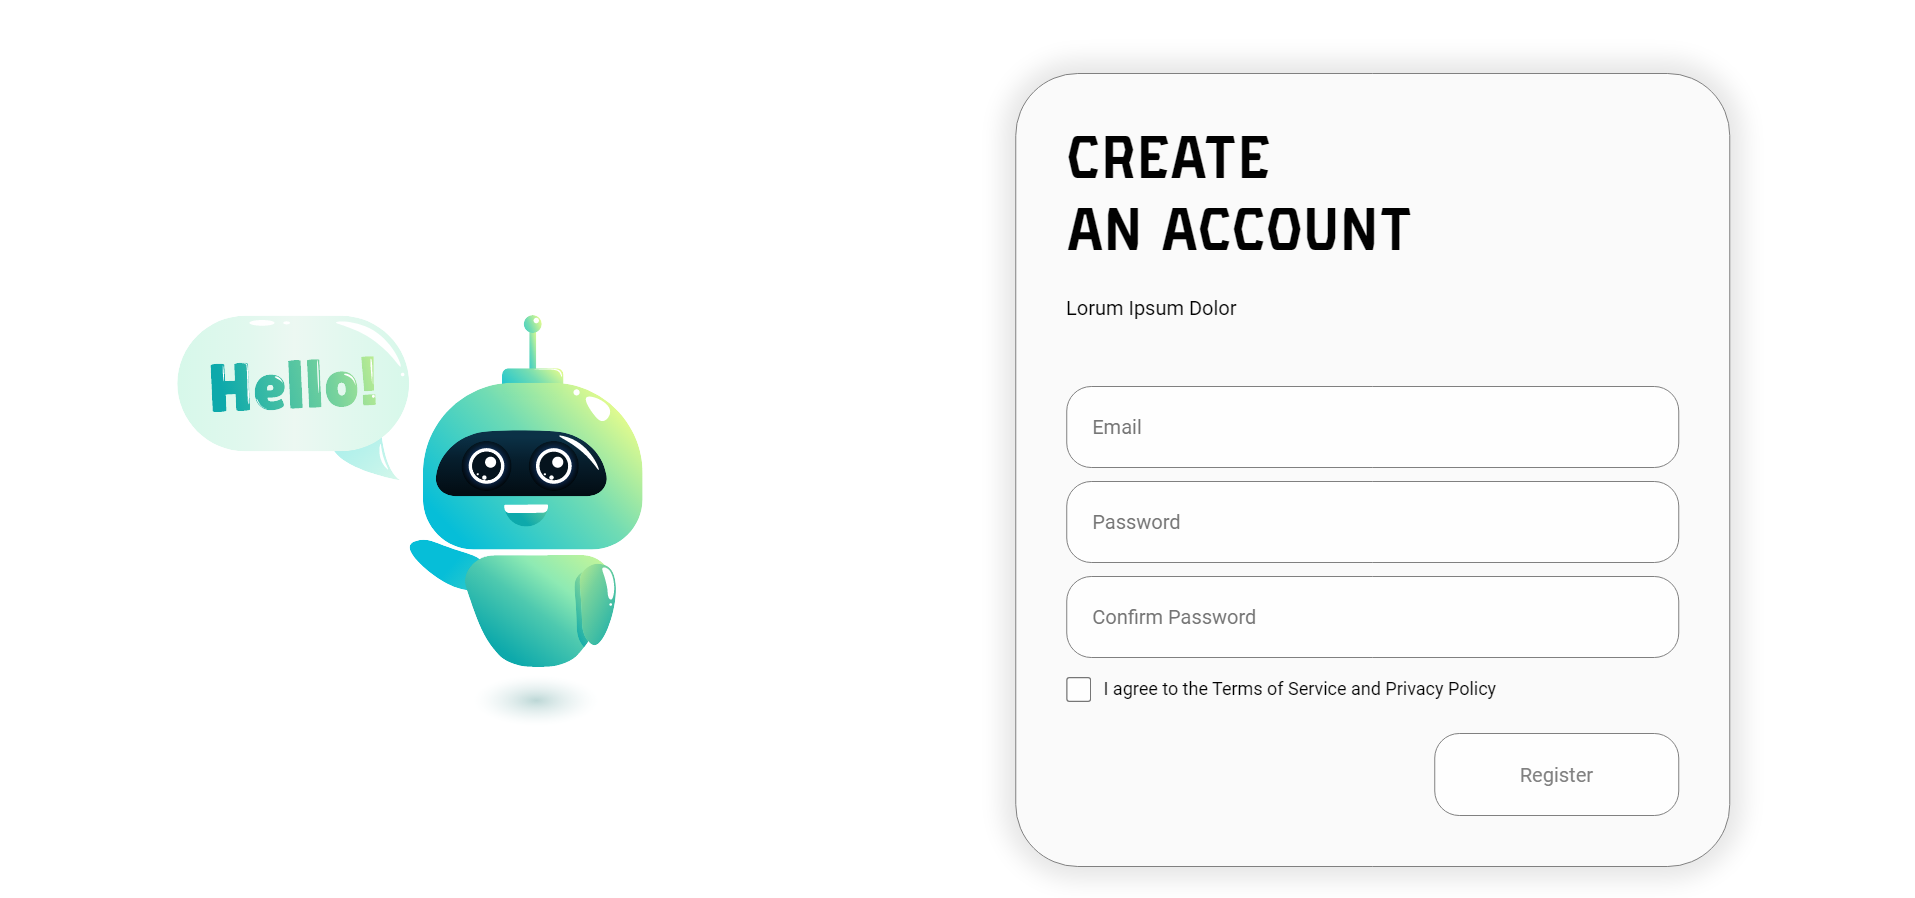 Hello!
CREATE
AN ACCOUNT
Lorum Ipsum Dolor
Email
Password
Confirm Password
I agree to the Terms of Service and Privacy Policy
Register